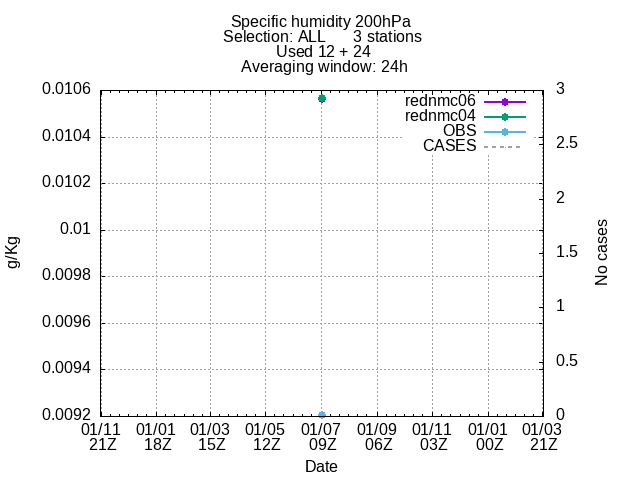 Specific humidity 200hPa
Selection: ALL 3 stations
Used 12 + 24
Averaging window: 24h
rednmc06
rednmc04
OBS
CASES
g/Kg
0.0106
0.0104
0.0102
0.01
0.0098
0.0096
0.0094
0.0092
3
2.5
2
1.5
1
0.5
0
No cases
01/11 01/01 01/03 01/05 01/07 01/09 01/11 01/01 01/03
21Z 18Z 15Z 12Z 09Z 06Z 03Z 00Z 21Z
Date